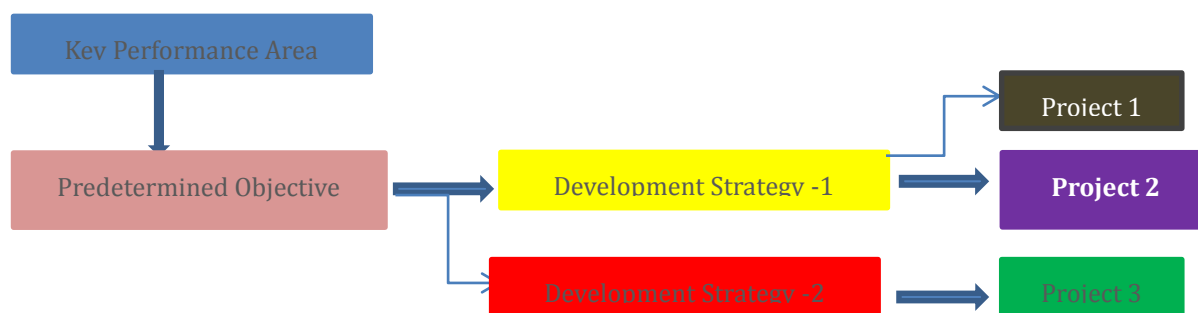 Key Performance Area
Project 1
Predetermined Objective
Development Strategy -1
Project 2
Development Strategy -2
Project 3